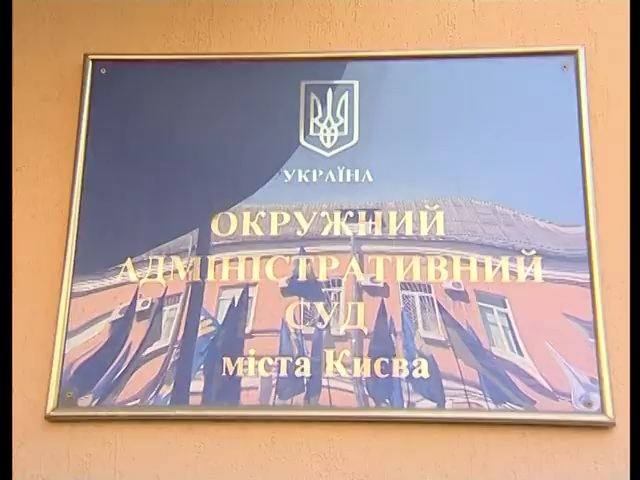 УКРАЇНА
ОКРУЖНИЙ
АДМІНІСТРАТИВНИЙ
СУД
міста Києва